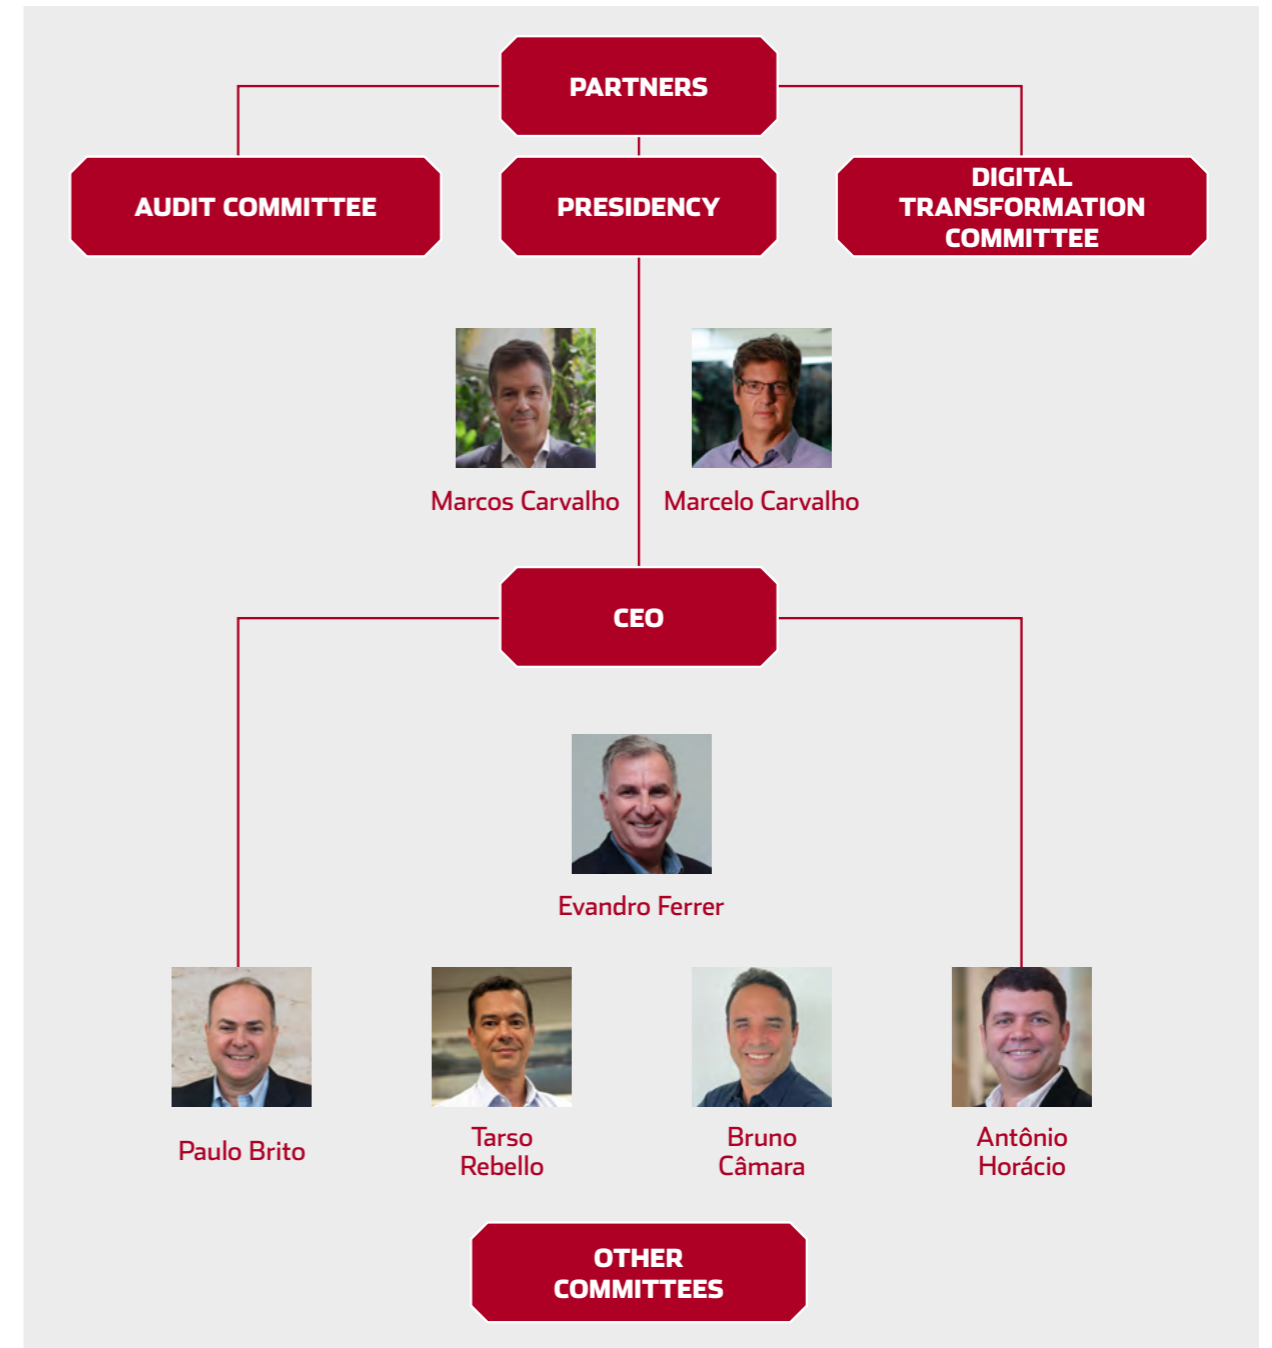 PARTNERS
AUDIT COMMITTEE
PRESIDENCY
DIGITAL
TRANSFORMATION
COMMITTEE
Marcos Carvalho
Marcelo Carvalho
CEO
Evandro Ferrer
Paulo Brito
Tarso
Rebello
Bruno
Câmara
Antônio
Horácio
OTHER
COMMITTEES